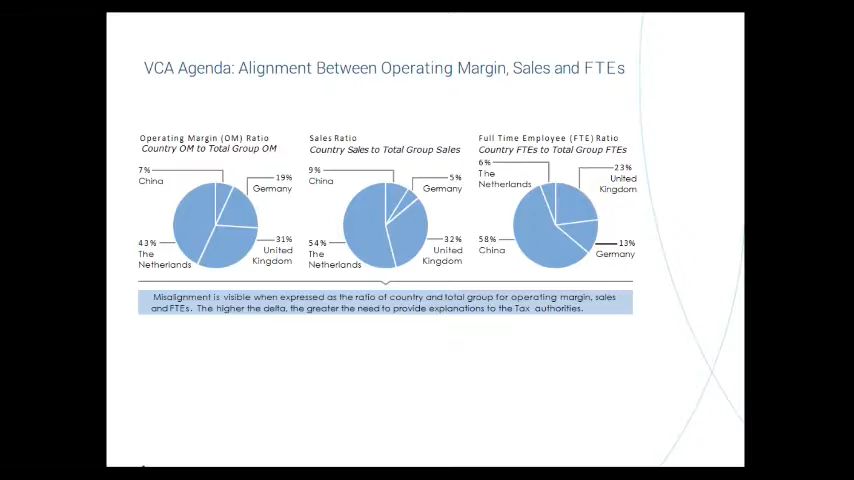 VCA Agenda: Alignment Between Operating Margin, Sales and FTEs
Operating Margin (OM) Ratio
Country OM to Total Group OM
7%
China
19%
Germany
43%
The
Netherlands
31%
United
Kingdom
Sales Ratio
Country Sales to Total Group Sales
9%
China
5%
Germany
54%
The
Netherlands
32%
United
Kingdom
Full Time Employee (FTE) Ratio
Country FTEs to Total Group FTEs
6%
The
Netherlands
23%
United
Kingdom
58%
China
13%
Germany
Misalignment is visible when expressed as the ratio of country and total group for operating margin, sales
and FTEs. The higher the delta, the greater the need to provide explanations to the Tax authorities.